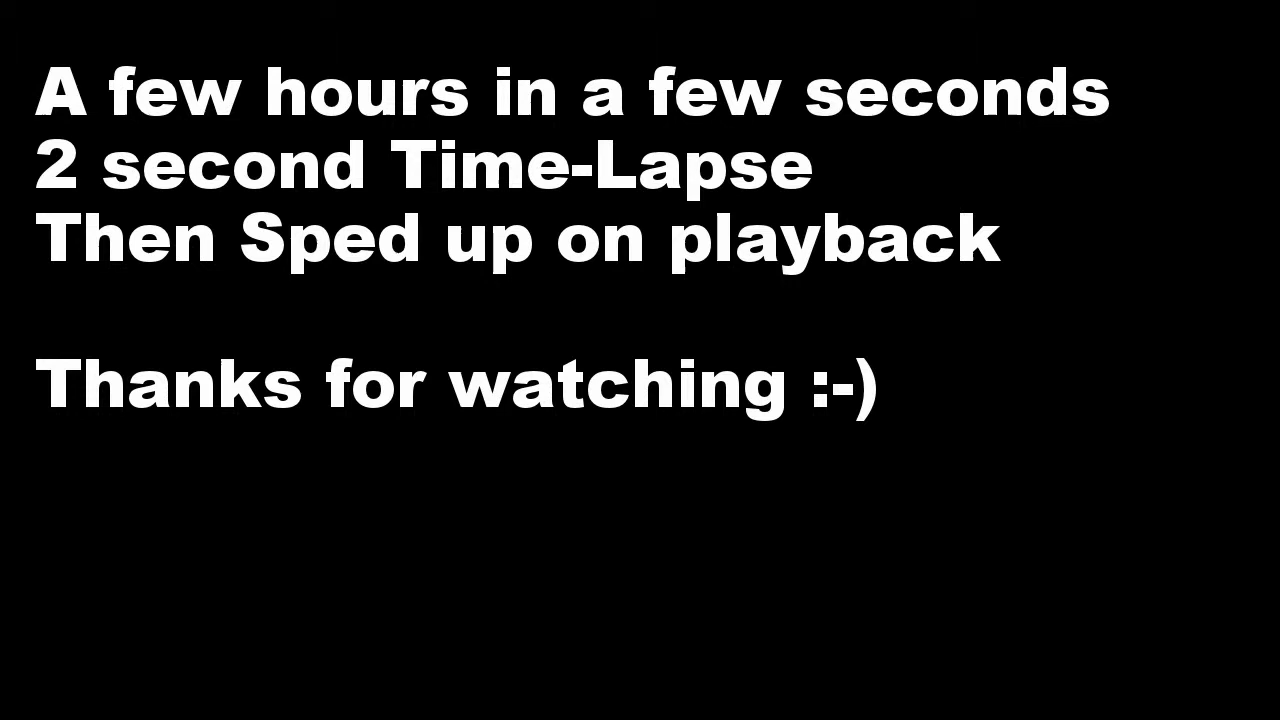 A few hours in a few seconds
2 second Time-Lapse
Then Sped up on playback
Thanks for watching :-)